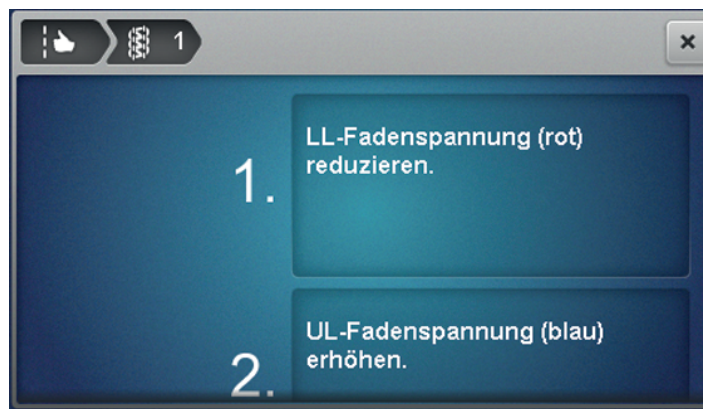 1
1.
LL-Fadenspannung (rot)
reduzieren.
2.
UL-Fadenspannung (blau)
erhöhen.